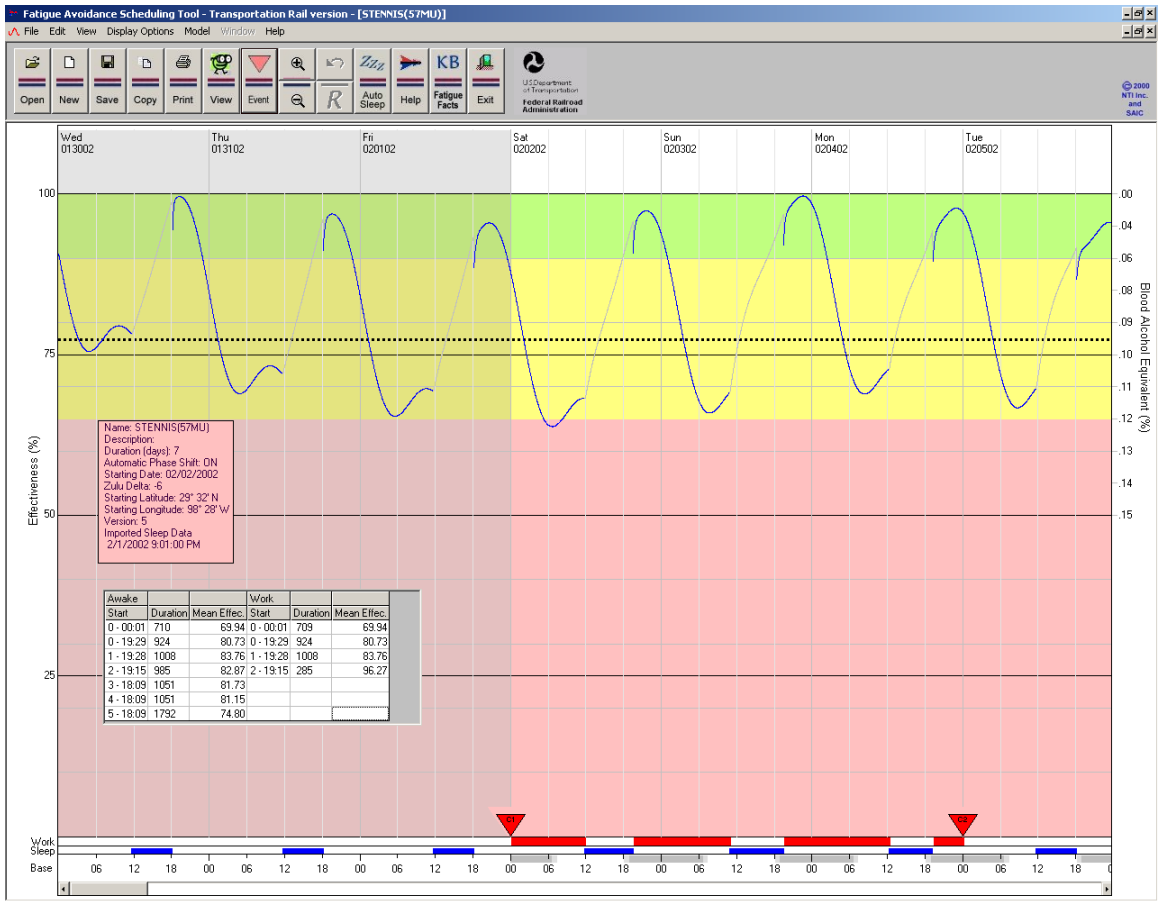 Fatigue Avoidance Scheduling Tool - Transportation Rail version - [STENNIS(57MU)]
File Edit View Display Options Model Window Help
Open New Save Copy Print View Event R Auto Sleep Help Fatigue Facts Exit
ZZZ KB
U.S.Department
of Transportation
Federal Railroad
Administration
© 2000
NTI Inc.
and
SAIC
Wed Thu Fri Sat Sun Mon Tue
013002 013102 020102 020202 020302 020402 020502
100
75
50
25
Effectiveness (%)
.00
.04
.06
.08
.09
.10
.11
.12
.13
.14
.15
Blood Alcohol Equivalent (%)
Name: STENNIS(57MU)
Description:
Duration (days): 7
Automatic Phase Shift: ON
Starting Date: 02/02/2002
Zulu Delta: -6
Starting Latitude: 29° 32' N
Starting Longitude: 98° 28' W
Version: 5
Imported Sleep Data
2/1/2002 9:01:00 PM
Awake Work
Start Duration Mean Effec. Start Duration Mean Effec.
0 - 00:01 710 69.94 0 - 00:01 709 69.94
0 - 19:29 924 80.73 0 - 19:29 924 80.73
1 - 19:28 1008 83.76 1 - 19:28 1008 83.76
2 - 19:15 985 82.87 2 - 19:15 285 96.27
3 - 18:09 1051 81.73
4 - 18:09 1051 81.15
5 - 18:09 1792 74.80
Work
Sleep
Base 06 12 18 00 06 12 18 00 06 12 18 00 06 12 18 00 06 12 18 00 06 12 18 00 06 12 18